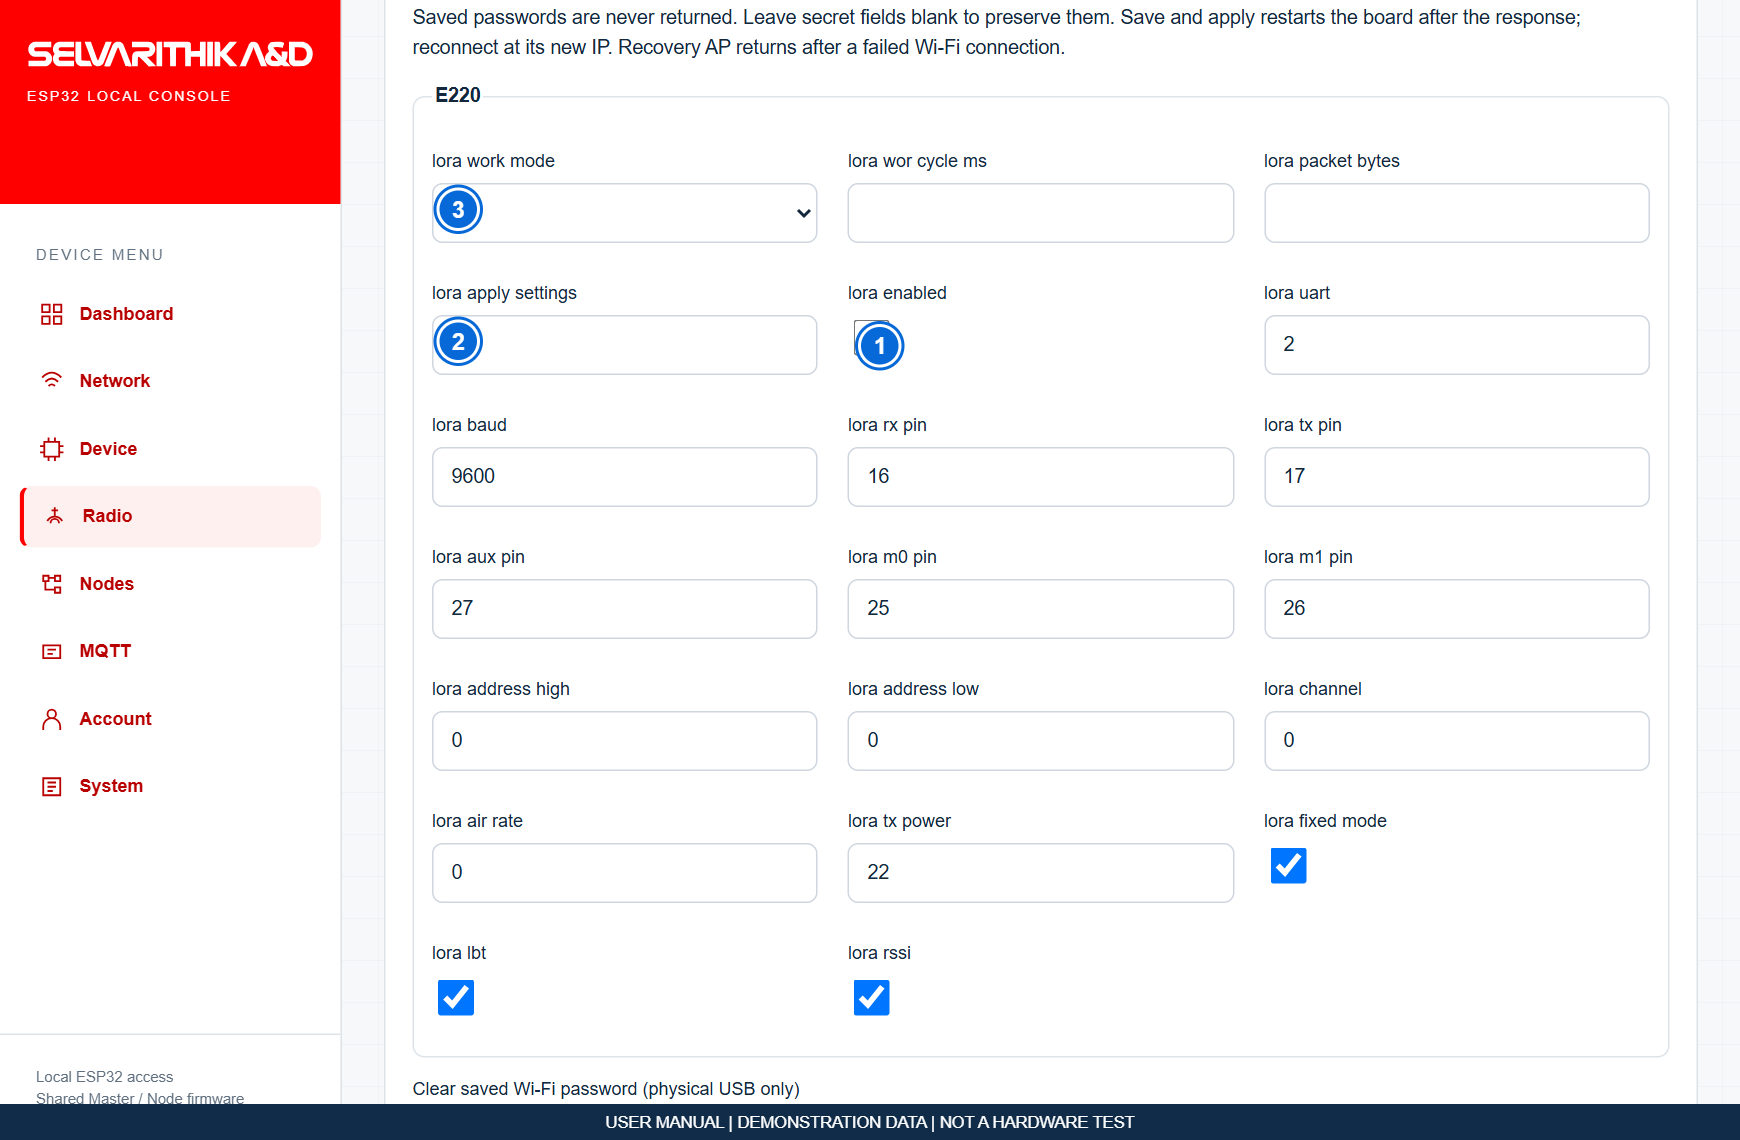 SELVARITHIK A&D
ESP32 LOCAL CONSOLE
DEVICE MENU
Dashboard
Network
Device
Radio
Nodes
MQTT
Account
System
Local ESP32 access
Shared Master / Node firmware
Saved passwords are never returned. Leave secret fields blank to preserve them. Save and apply restarts the board after the response;
reconnect at its new IP. Recovery AP returns after a failed Wi-Fi connection.
E220
lora work mode
3
lora wor cycle ms
lora packet bytes
lora apply settings
2
lora enabled
1
lora uart
2
lora baud
9600
lora rx pin
16
lora tx pin
17
lora aux pin
27
lora m0 pin
25
lora m1 pin
26
lora address high
0
lora address low
0
lora channel
0
lora air rate
0
lora tx power
22
lora fixed mode
lora lbt
lora rssi
Clear saved Wi-Fi password (physical USB only)
USER MANUAL | DEMONSTRATION DATA | NOT A HARDWARE TEST